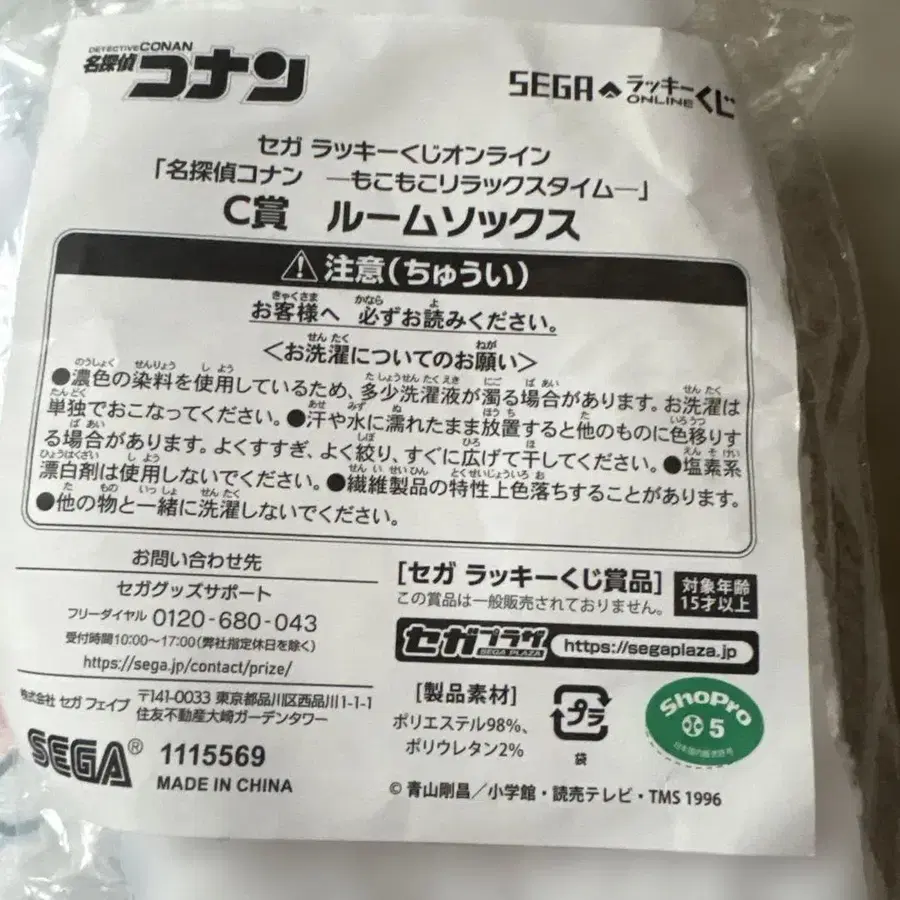 DETECTIVE CONAN
名探偵コナン
SEGA ラッキーくじ ONLINE
セガ ラッキーくじオンライン
「名探偵コナン ―もこもこリラックスタイム―」
C賞 ルームソックス
注意(ちゅうい)
お客様へ 必ずお読みください。
<お洗濯についてのお願い>
●濃色の染料を使用しているため、多少洗濯液が濁る場合があります。お洗濯は
単独でおこなってください。●汗や水に濡れたまま放置すると他のものに色移りす
る場合があります。よくすすぎ、よく絞り、すぐに広げて干してください。●塩素系
漂白剤は使用しないでください。●繊維製品の特性上色落ちすることがあります。
●他の物と一緒に洗濯しないでください。
お問い合わせ先
セガグッズサポート
フリーダイヤル 0120-680-043
受付時間10:00〜17:00(弊社指定休日を除く)
https://sega.jp/contact/prize/
株式会社 セガ フェイブ 〒141-0033 東京都品川区西品川1-1-1
住友不動産大崎ガーデンタワー
SEGA® 1115569
MADE IN CHINA
[セガ ラッキーくじ賞品]
この賞品は一般販売されておりません。
対象年齢
15才以上
セガプラザ SEGA PLAZA https://segaplaza.jp
[製品素材]
ポリエステル98%、
ポリウレタン2%
プラ
袋
ShoPro
5
© 青山剛昌/小学館・読売テレビ・TMS 1996